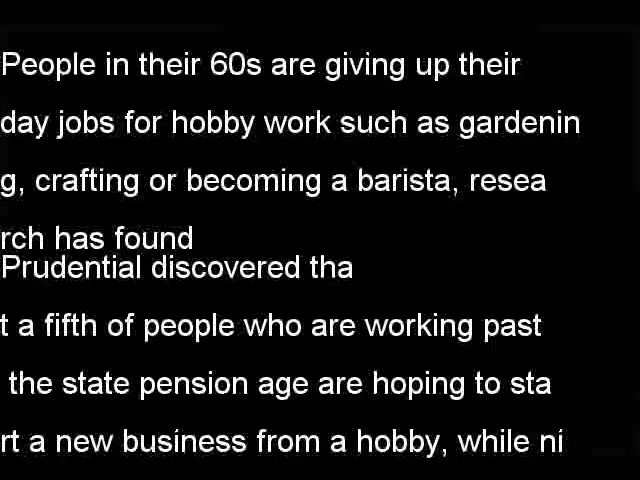 People in their 60s are giving up their
day jobs for hobby work such as gardenin
g, crafting or becoming a barista, resea
rch has found
Prudential discovered tha
t a fifth of people who are working past
the state pension age are hoping to sta
rt a new business from a hobby, while ni